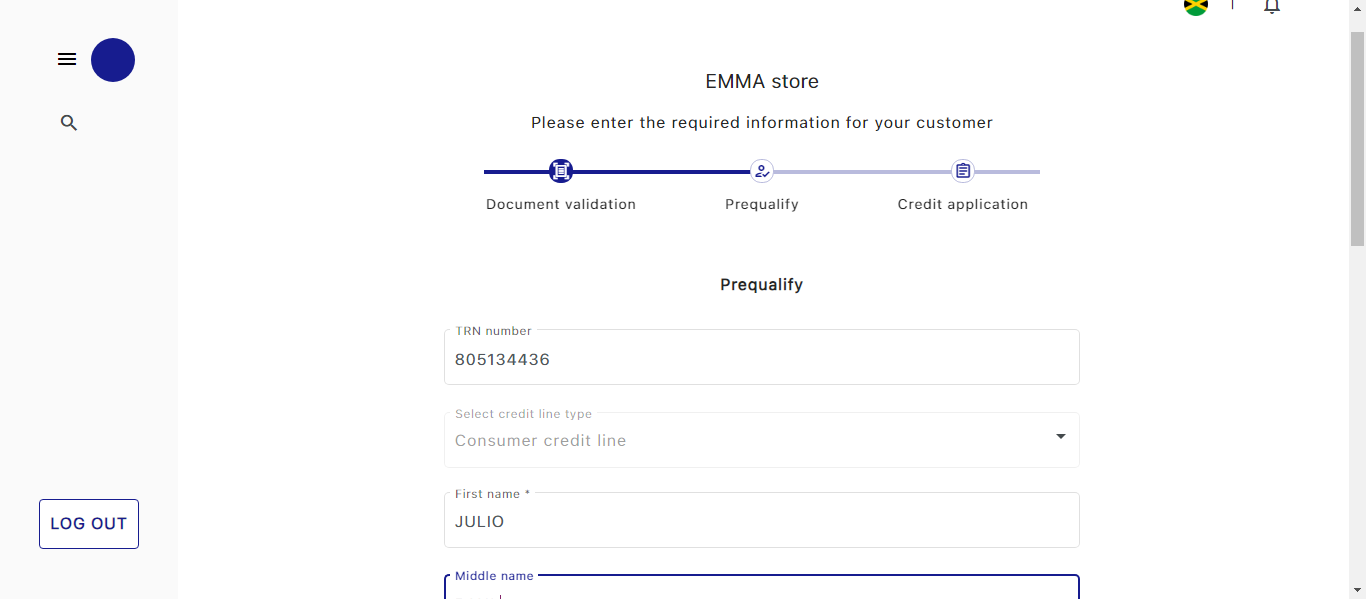 EMMA store
Please enter the required information for your customer
Document validation
Prequalify
Credit application
Prequalify
TRN number
805134436
Select credit line type
Consumer credit line
First name *
JULIO
Middle name
LOG OUT